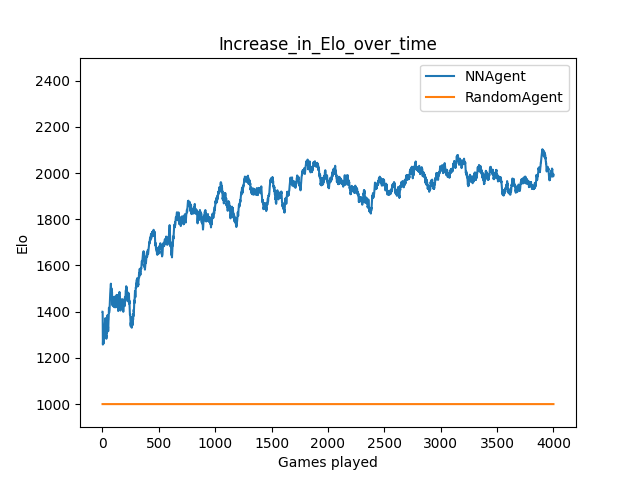 Increase_in_Elo_over_time
NNAgent
RandomAgent
2400
2200
2000
1800
1600
1400
1200
1000
Elo
0 500 1000 1500 2000 2500 3000 3500 4000
Games played